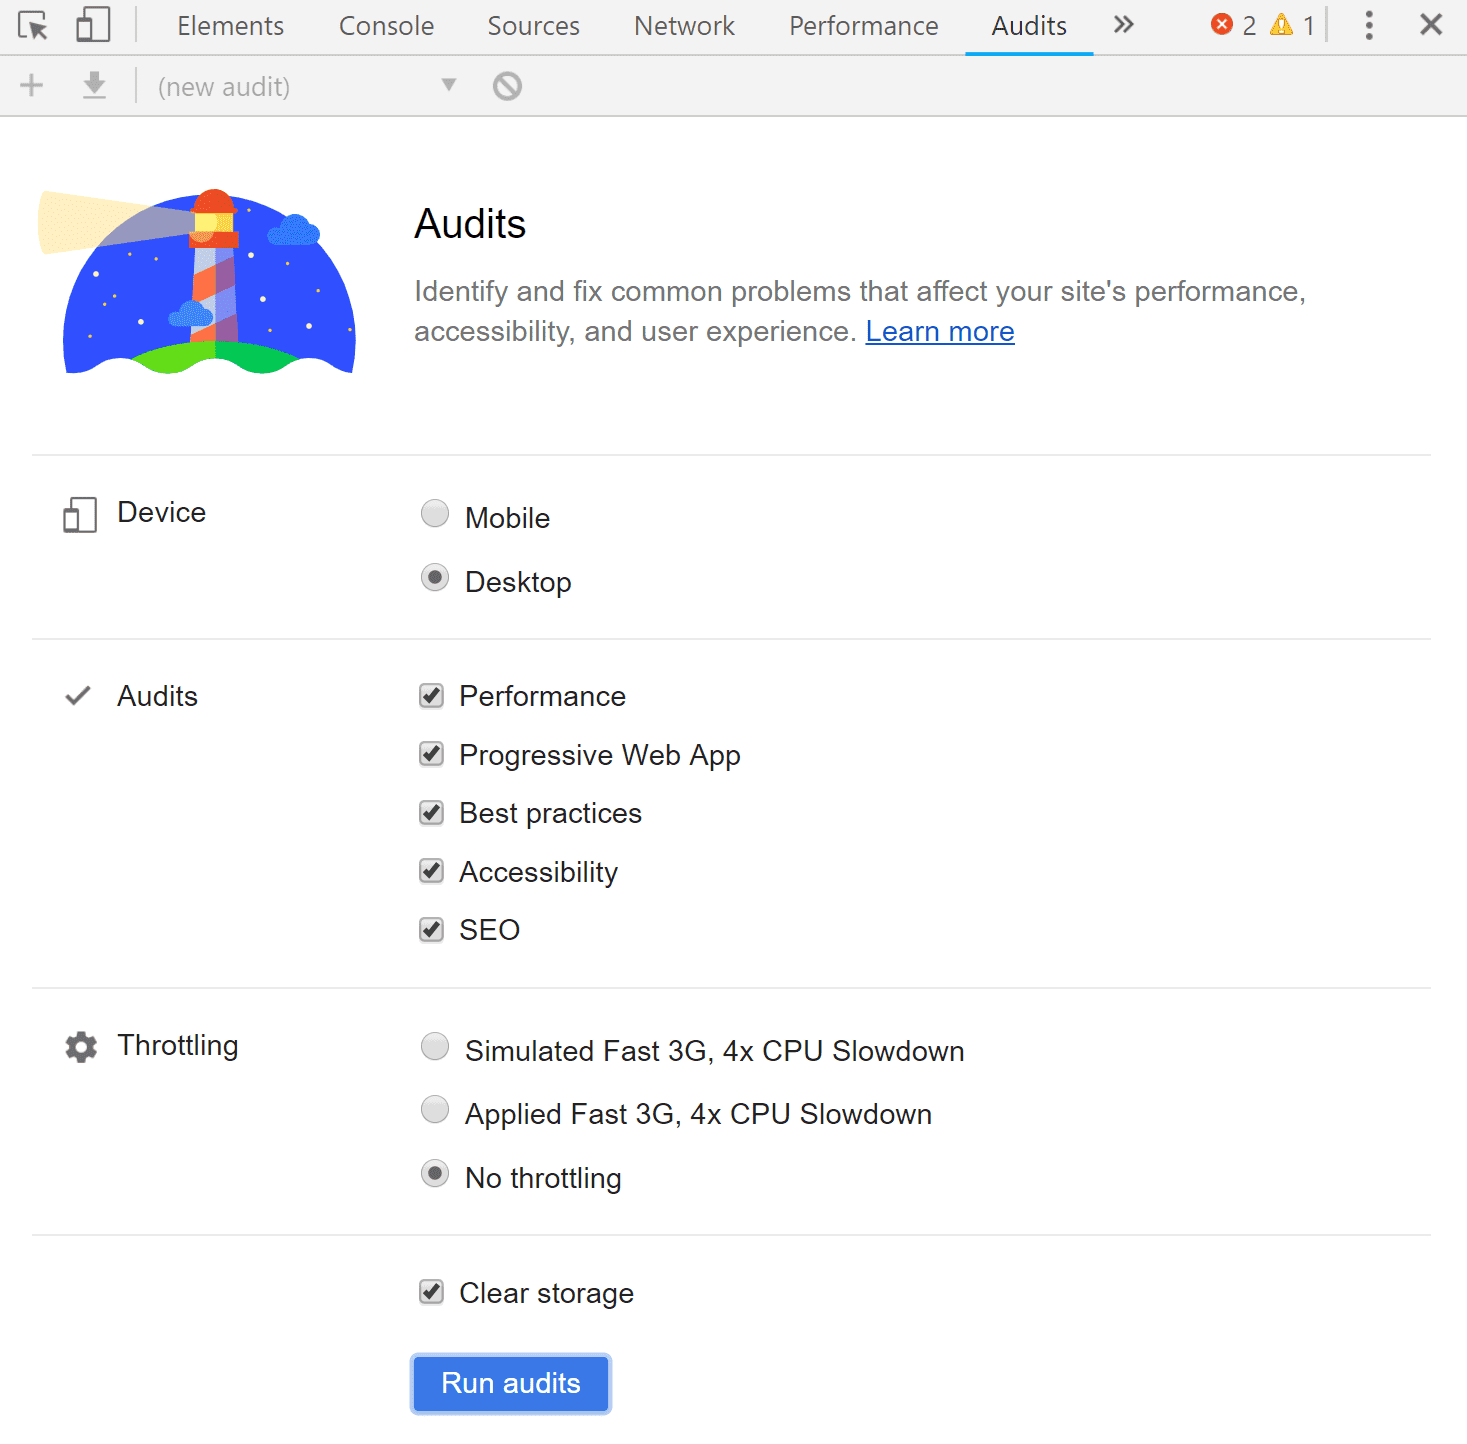 Elements Console Sources Network Performance Audits 2 1
(new audit)
Audits
Identify and fix common problems that affect your site's performance,
accessibility, and user experience. Learn more
Device
Mobile
Desktop
Audits
Performance
Progressive Web App
Best practices
Accessibility
SEO
Throttling
Simulated Fast 3G, 4x CPU Slowdown
Applied Fast 3G, 4x CPU Slowdown
No throttling
Clear storage
Run audits